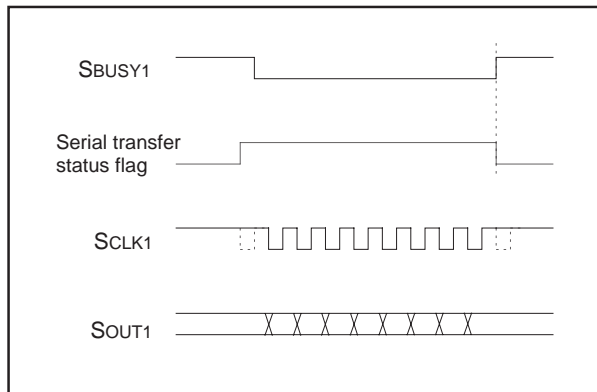 SBUSY1
Serial transfer
status flag
SCLK1
SOUT1